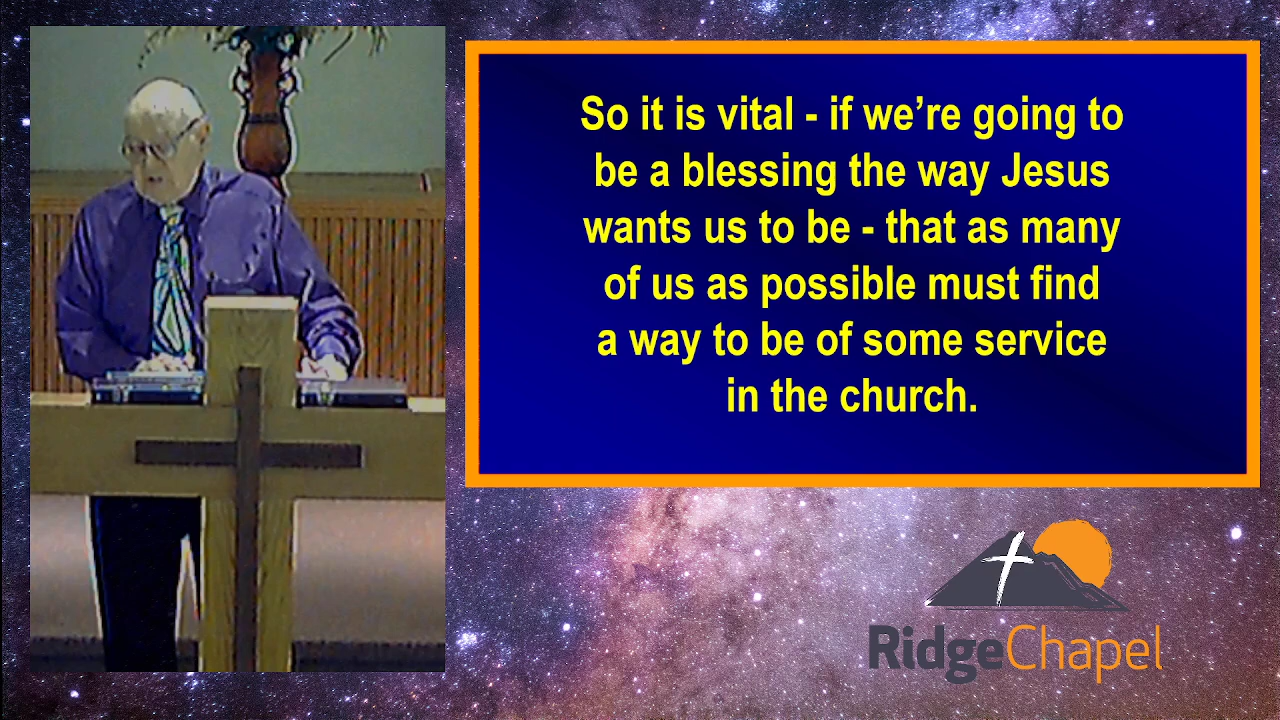 So it is vital - if we’re going to
be a blessing the way Jesus
wants us to be - that as many
of us as possible must find
a way to be of some service
in the church.
RidgeChapel